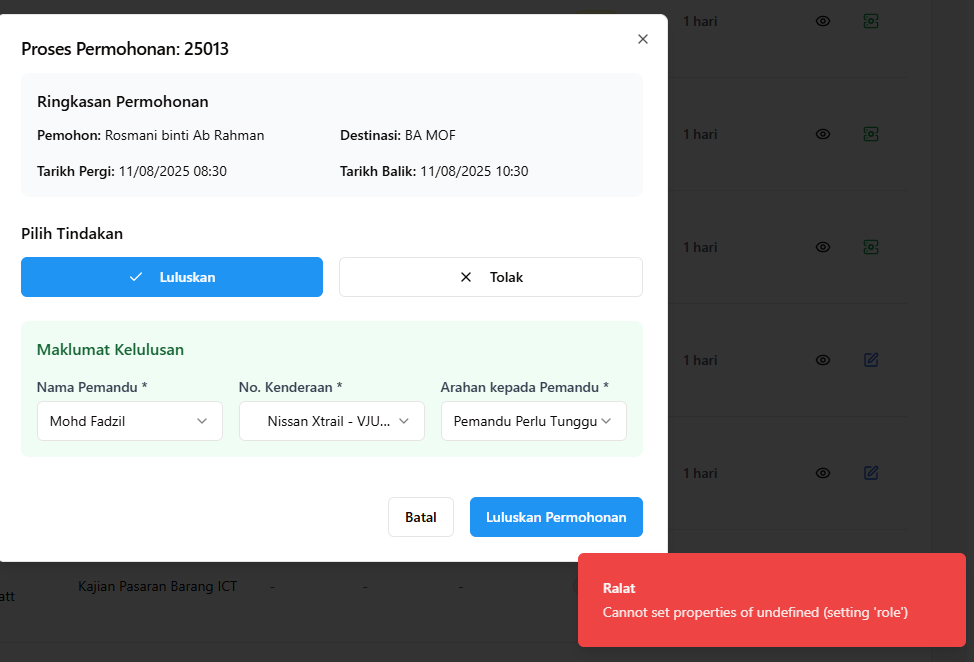 1 hari
Proses Permohonan: 25013
Ringkasan Permohonan
Pemohon: Rosmani binti Ab Rahman
Destinasi: BA MOF
1 hari
Tarikh Pergi: 11/08/2025 08:30
Tarikh Balik: 11/08/2025 10:30
Pilih Tindakan
1 hari
Luluskan
Tolak
Maklumat Kelulusan
1 hari
Nama Pemandu *
No. Kenderaan *
Arahan kepada Pemandu *
Mohd Fadzil
Nissan Xtrail - VJU...
Pemandu Perlu Tunggu
1 hari
Batal
Luluskan Permohonan
Kajian Pasaran Barang ICT - - -
att
Ralat
Cannot set properties of undefined (setting 'role')